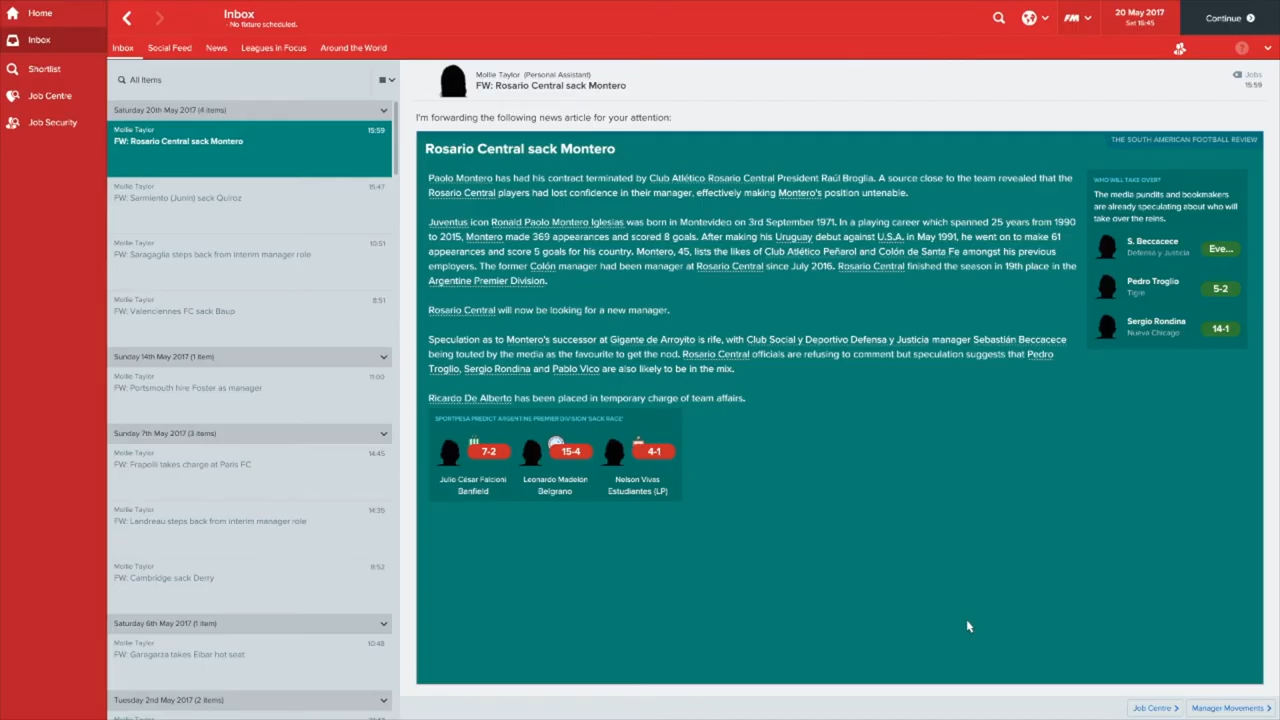 Home
Inbox
Shortlist
Job Centre
Job Security
Inbox
- No fixture scheduled.
FM
20 May 2017
Sat 16:45
Continue
Inbox
Social Feed
News
Leagues in Focus
Around the World
?
All Items
Saturday 20th May 2017 (4 items)
Mollie Taylor 15:59
FW: Rosario Central sack Montero
Mollie Taylor 15:47
FW: Sarmiento (Junín) sack Quiroz
Mollie Taylor 10:51
FW: Saragaglia steps back from interim manager role
Mollie Taylor 8:51
FW: Valenciennes FC sack Baup
Sunday 14th May 2017 (1 item)
Mollie Taylor 11:00
FW: Portsmouth hire Foster as manager
Sunday 7th May 2017 (3 items)
Mollie Taylor 14:45
FW: Frapolli takes charge at Paris FC
Mollie Taylor 14:35
FW: Landreau steps back from interim manager role
Mollie Taylor 8:52
FW: Cambridge sack Derry
Saturday 6th May 2017 (1 item)
Mollie Taylor 10:48
FW: Garagarza takes Eibar hot seat
Tuesday 2nd May 2017 (2 items)
Mollie Taylor
Mollie Taylor (Personal Assistant)
FW: Rosario Central sack Montero
Jobs
15:59
I'm forwarding the following news article for your attention:
THE SOUTH AMERICAN FOOTBALL REVIEW
Rosario Central sack Montero
Paolo Montero has had his contract terminated by Club Atlético Rosario Central President Raúl Broglia. A source close to the team revealed that the
Rosario Central players had lost confidence in their manager, effectively making Montero's position untenable.
Juventus icon Ronald Paolo Montero Iglesias was born in Montevideo on 3rd September 1971. In a playing career which spanned 25 years from 1990
to 2015, Montero made 369 appearances and scored 8 goals. After making his Uruguay debut against U.S.A. in May 1991, he went on to make 61
appearances and score 5 goals for his country. Montero, 45, lists the likes of Club Atlético Peñarol and Colón de Santa Fe amongst his previous
employers. The former Colón manager had been manager at Rosario Central since July 2016. Rosario Central finished the season in 19th place in the
Argentine Premier Division.
Rosario Central will now be looking for a new manager.
Speculation as to Montero's successor at Gigante de Arroyito is rife, with Club Social y Deportivo Defensa y Justicia manager Sebastián Beccacece
being touted by the media as the favourite to get the nod. Rosario Central officials are refusing to comment but speculation suggests that Pedro
Troglio, Sergio Rondina and Pablo Vico are also likely to be in the mix.
Ricardo De Alberto has been placed in temporary charge of team affairs.
SPORTPESA PREDICT ARGENTINE PREMIER DIVISION 'SACK RACE'
7-2
15-4
4-1
Julio César Falcioni
Banfield
Leonardo Madelón
Belgrano
Nelson Vivas
Estudiantes (LP)
WHO WILL TAKE OVER?
The media pundits and bookmakers
are already speculating about who will
take over the reins.
S. Beccacece
Defensa y Justicia
Eve...
Pedro Troglio
Tigre
5-2
Sergio Rondina
Nueva Chicago
14-1
Job Centre
Manager Movements